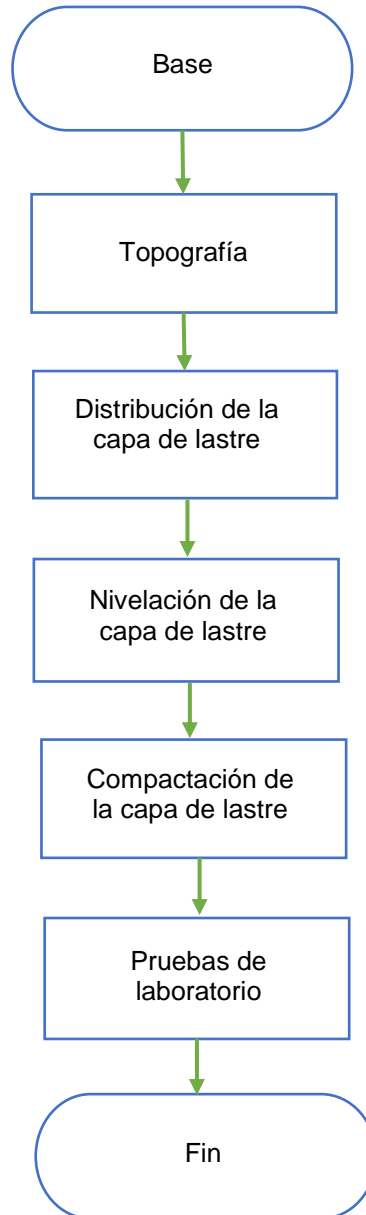 Base
Topografía
Distribución de la
capa de lastre
Nivelación de la
capa de lastre
Compactación de
la capa de lastre
Pruebas de
laboratorio
Fin